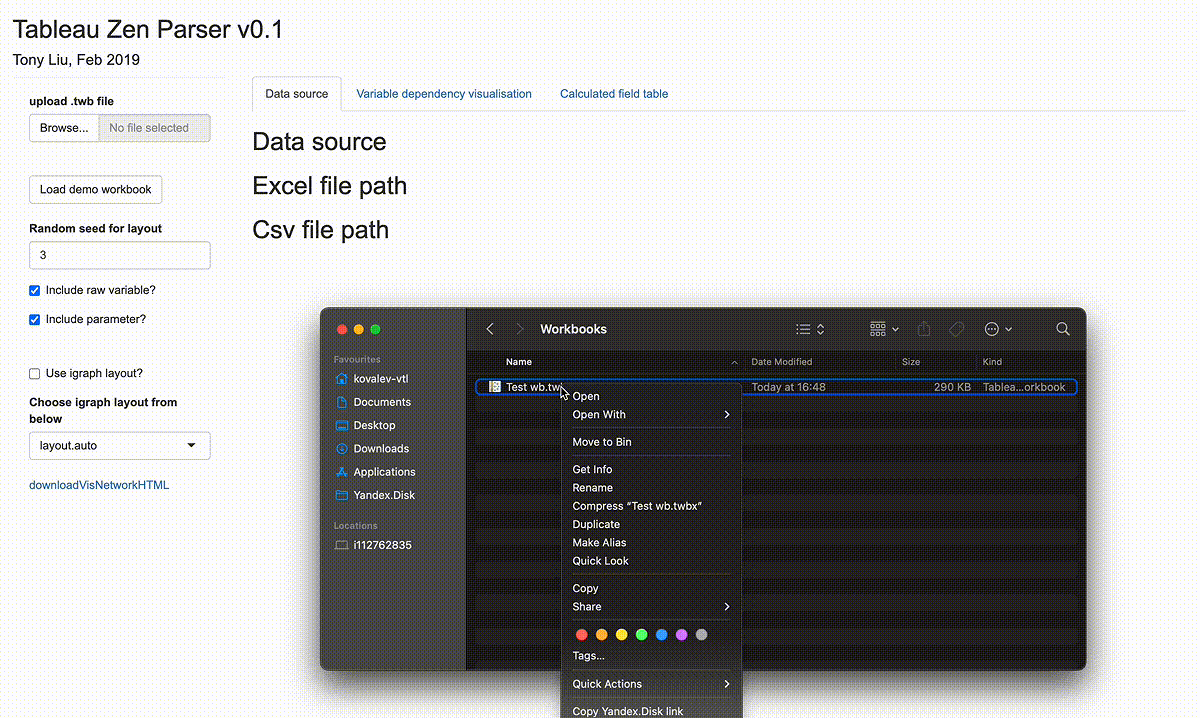 Tableau Zen Parser v0.1
Tony Liu, Feb 2019
upload .twb file
Browse... No file selected
Load demo workbook
Random seed for layout
3
Include raw variable?
Include parameter?
Use igraph layout?
Choose igraph layout from
below
layout.auto
downloadVisNetworkHTML
Data source Variable dependency visualisation Calculated field table
Data source
Excel file path
Csv file path
Favourites
kovalev-vtl
Documents
Desktop
Downloads
Applications
Yandex.Disk
Locations
i112762835
Workbooks
Name Date Modified Size Kind
Test wb.tw Today at 16:48 290 KB Tablea...orkbook
Open
Open With
Move to Bin
Get Info
Rename
Compress “Test wb.twbx”
Duplicate
Make Alias
Quick Look
Copy
Share
Tags...
Quick Actions
Copy Yandex.Disk link